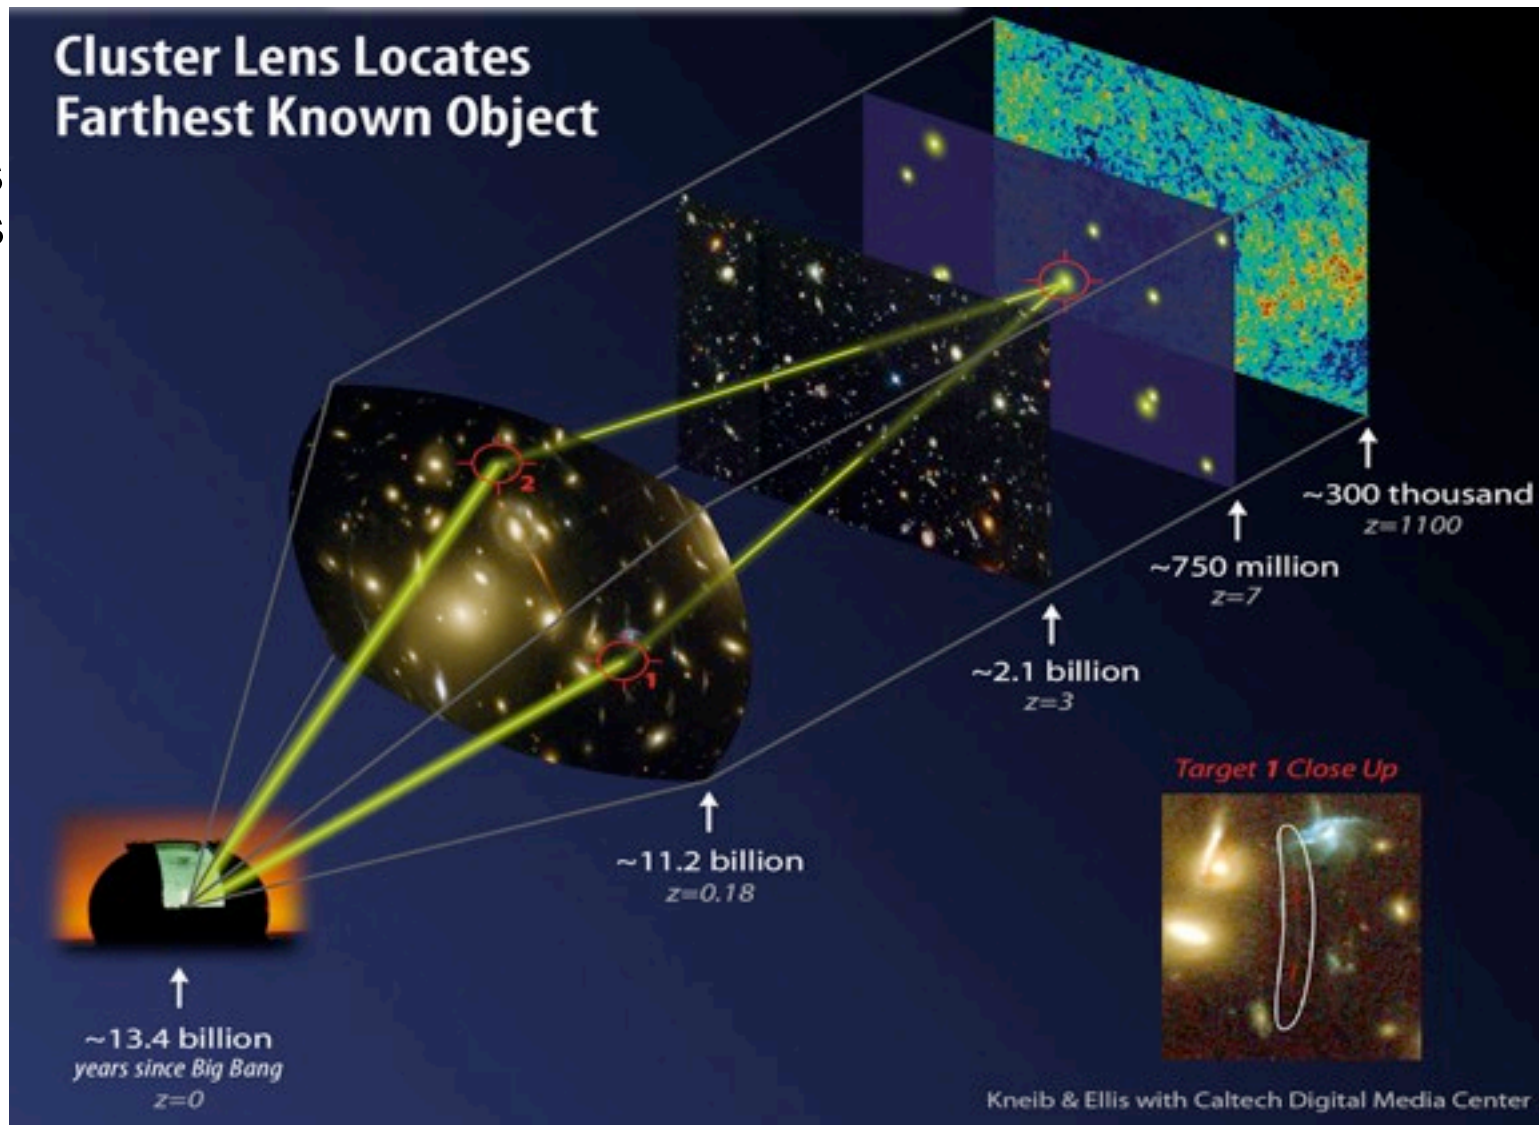 Cluster Lens Locates
Farthest Known Object
s
s
2
1
~300 thousand
z=1100
~750 million
z=7
~2.1 billion
z=3
~11.2 billion
z=0.18
~13.4 billion
years since Big Bang
z=0
Target 1 Close Up
Kneib & Ellis with Caltech Digital Media Center